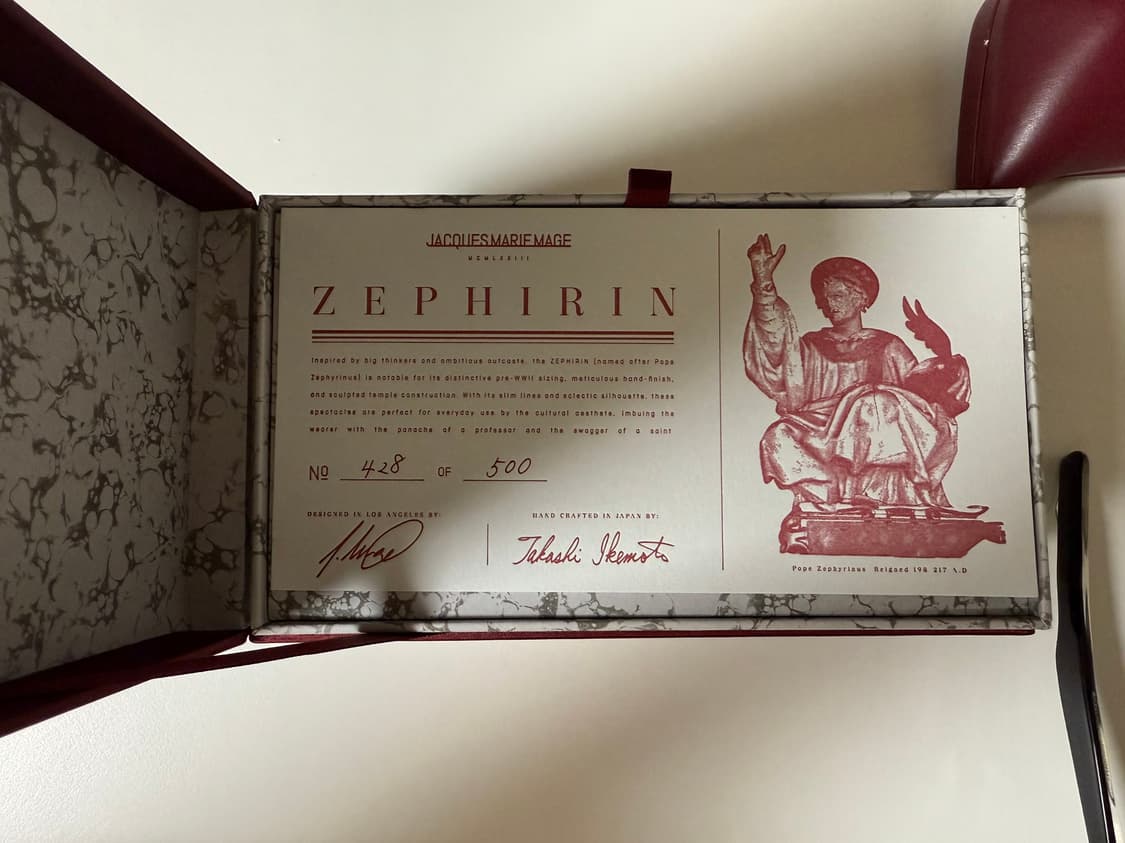 JACQUES MARIE MAGE
MCMLXXIII
ZEPHIRIN
Inspired by big thinkers and ambitious outcasts, the ZEPHIRIN (named after Pope
Zephyrinus) is notable for its distinctive pre-WWII sizing, meticulous hand-finish,
and sculpted temple construction. With its slim lines and eclectic silhouette, these
spectacles are perfect for everyday use by the cultural aesthete, imbuing the
wearer with the panache of a professor and the swagger of a saint
Nº 428 OF 500
DESIGNED IN LOS ANGELES BY:
HAND CRAFTED IN JAPAN BY:
J. Mage
Takashi Ikemoto
Pope Zephyrinus Reigned 198 217 A.D